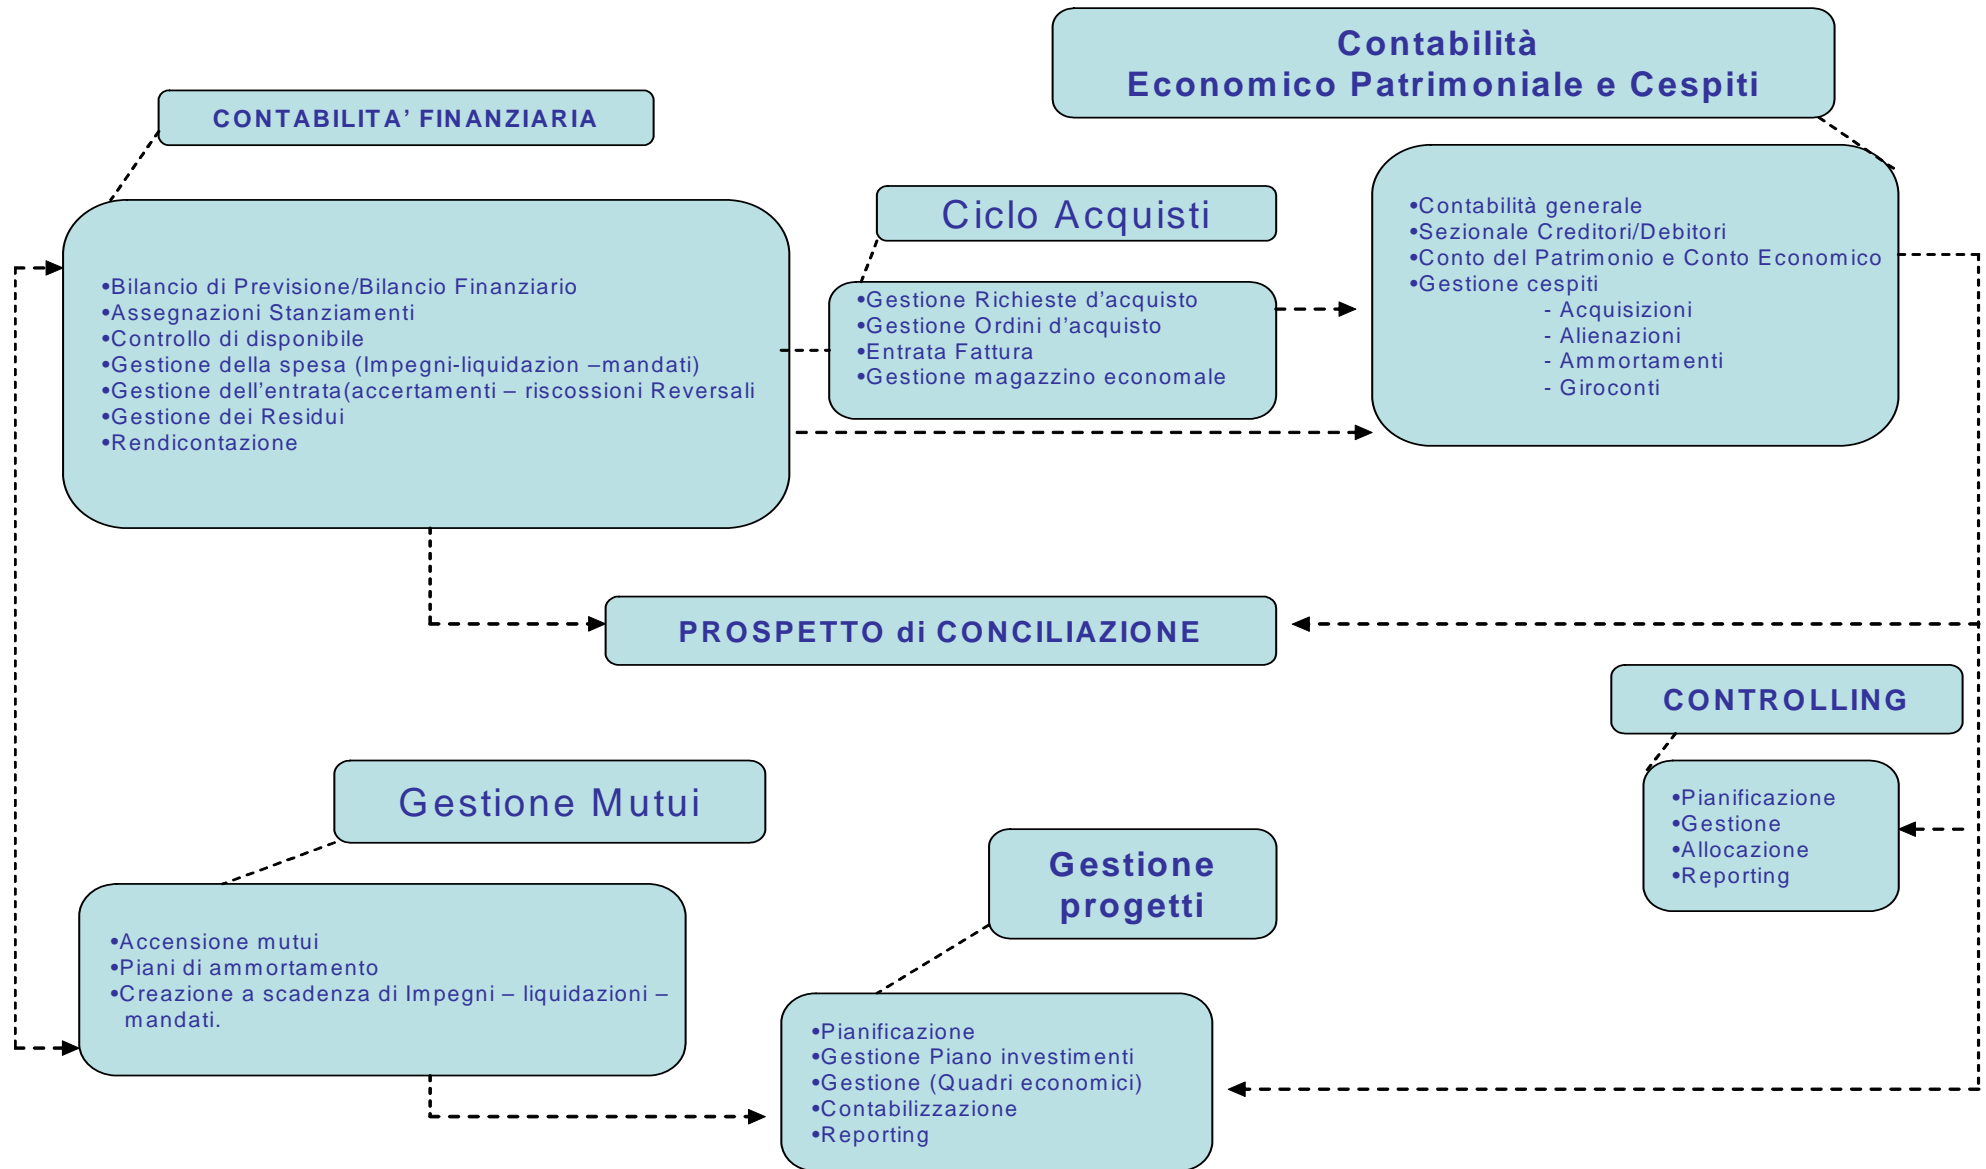 Contabilità
Economico Patrimoniale e Cespiti
CONTABILITA’ FINANZIARIA
•Bilancio di Previsione/Bilancio Finanziario
•Assegnazioni Stanziamenti
•Controllo di disponibile
•Gestione della spesa (Impegni-liquidazion –mandati)
•Gestione dell’entrata(accertamenti – riscossioni Reversali
•Gestione dei Residui
•Rendicontazione
Ciclo Acquisti
•Gestione Richieste d’acquisto
•Gestione Ordini d’acquisto
•Entrata Fattura
•Gestione magazzino economale
•Contabilità generale
•Sezionale Creditori/Debitori
•Conto del Patrimonio e Conto Economico
•Gestione cespiti
- Acquisizioni
- Alienazioni
- Ammortamenti
- Giroconti
PROSPETTO di CONCILIAZIONE
CONTROLLING
•Pianificazione
•Gestione
•Allocazione
•Reporting
Gestione Mutui
•Accensione mutui
•Piani di ammortamento
•Creazione a scadenza di Impegni – liquidazioni –
mandati.
Gestione
progetti
•Pianificazione
•Gestione Piano investimenti
•Gestione (Quadri economici)
•Contabilizzazione
•Reporting